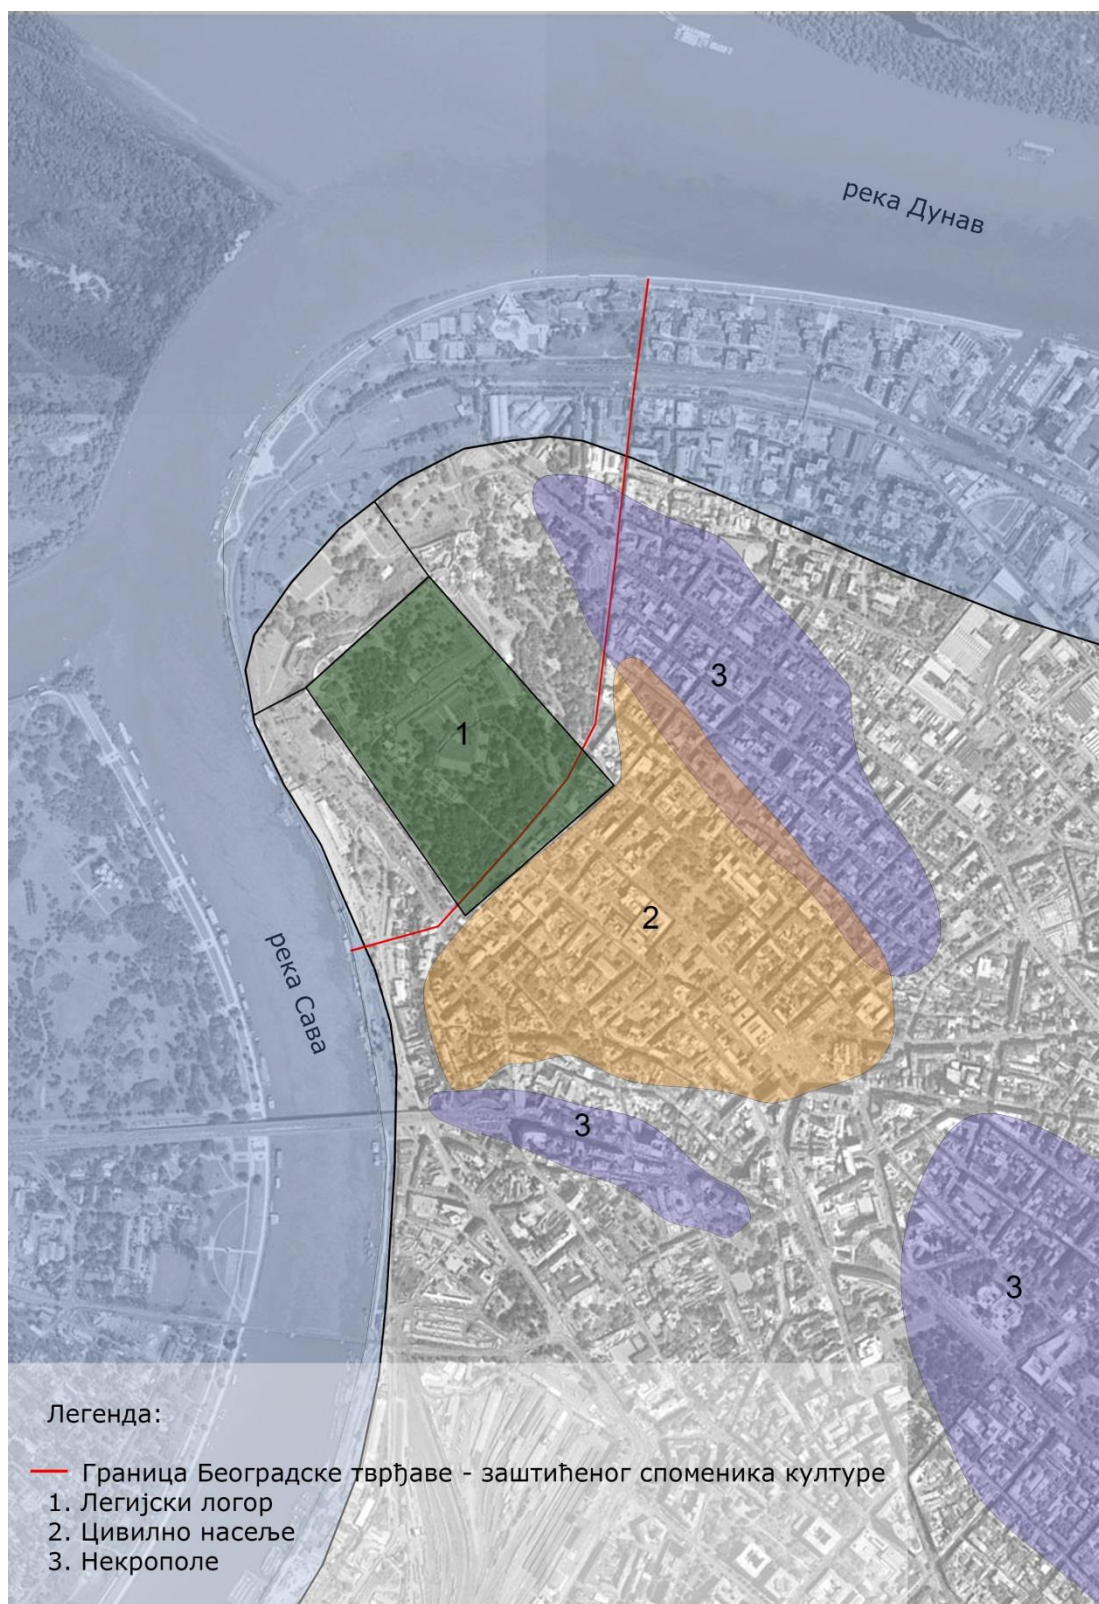 река Дунав
3
1
2
река Сава
3
3
Легенда:
Граница Београдске тврђаве - заштићеног споменика културе
1. Легијски логор
2. Цивилно насеље
3. Некрополе